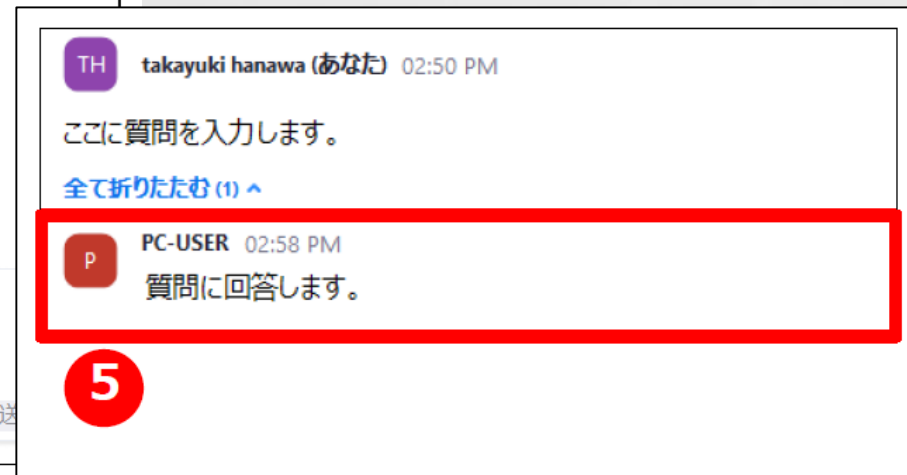 TH takayuki hanawa (あなた) 02:50 PM
ここに質問を入力します。
全て折りたたむ (1)
P PC-USER 02:58 PM
質問に回答します。
5
送